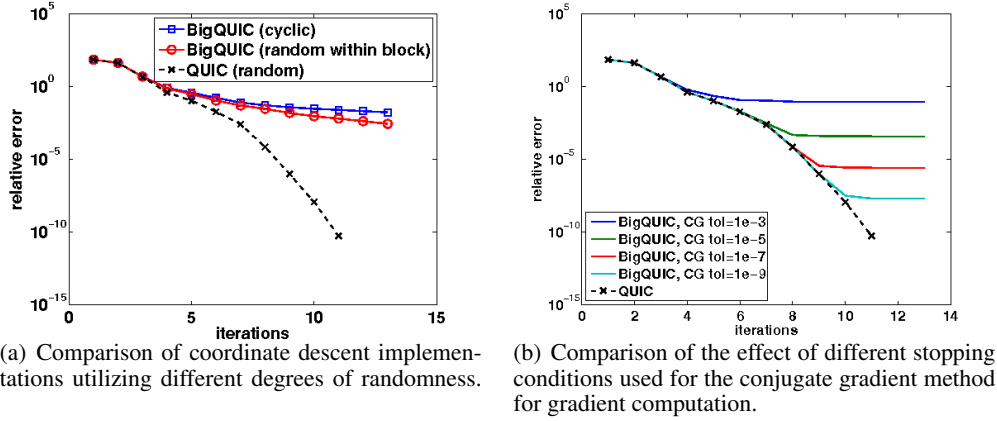 10^5
10^0
10^-5
10^-10
10^-15
relative error
BigQUIC (cyclic)
BigQUIC (random within block)
QUIC (random)
0 5 10 15
iterations
(a) Comparison of coordinate descent implemen-
tations utilizing different degrees of randomness.
10^5
10^0
10^-5
10^-10
10^-15
relative error
BigQUIC, CG tol=1e-3
BigQUIC, CG tol=1e-5
BigQUIC, CG tol=1e-7
BigQUIC, CG tol=1e-9
QUIC
0 2 4 6 8 10 12 14
iterations
(b) Comparison of the effect of different stopping
conditions used for the conjugate gradient method
for gradient computation.